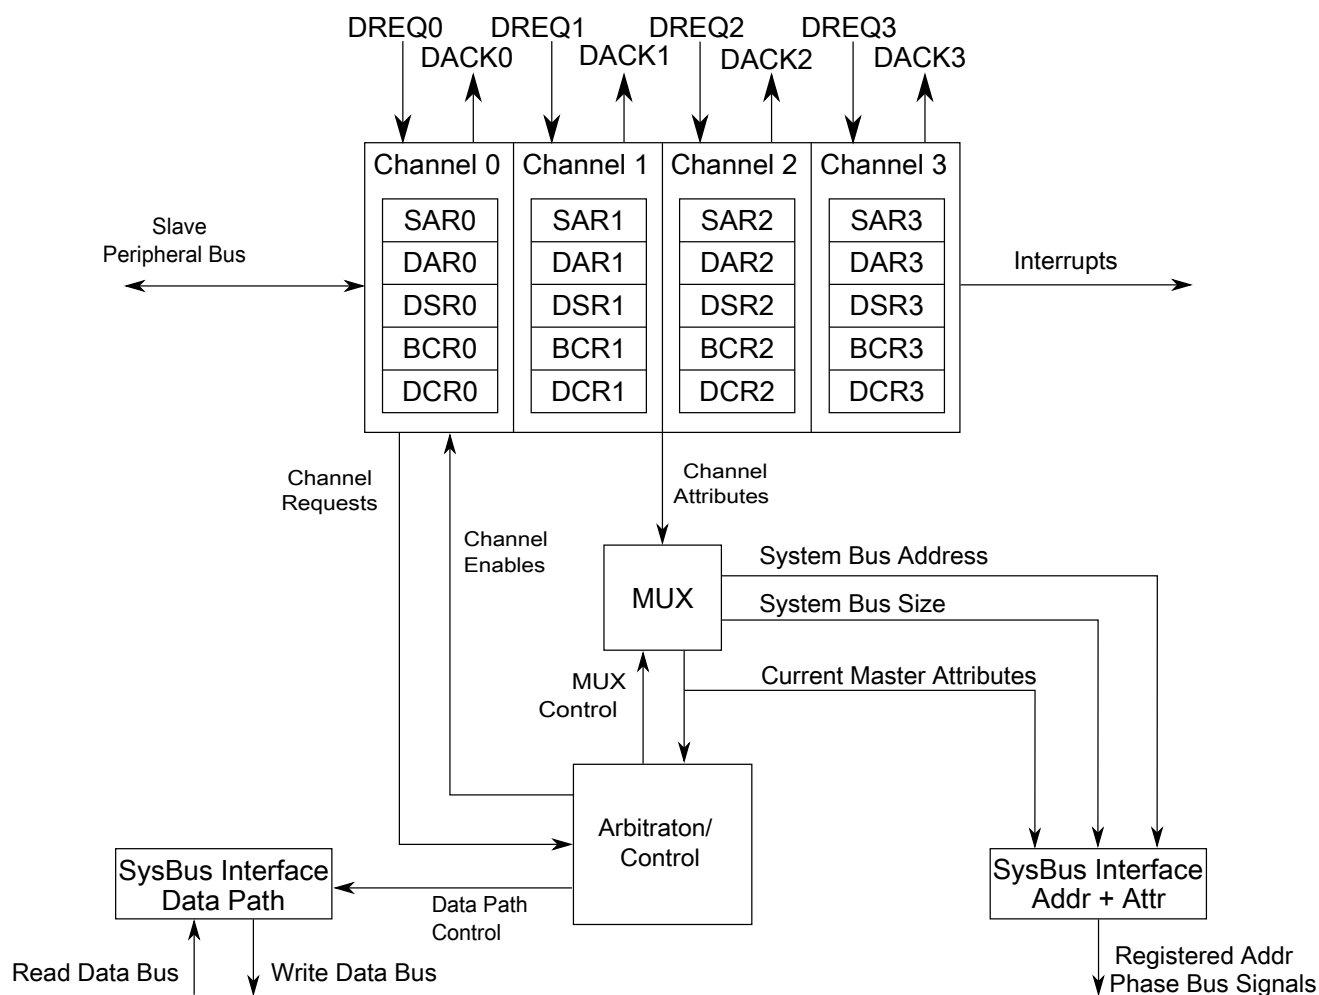 DREQ0
DREQ1
DREQ2
DREQ3
DACK0
DACK1
DACK2
DACK3
Channel 0
Channel 1
Channel 2
Channel 3
SAR0
SAR1
SAR2
SAR3
DAR0
DAR1
DAR2
DAR3
DSR0
DSR1
DSR2
DSR3
BCR0
BCR1
BCR2
BCR3
DCR0
DCR1
DCR2
DCR3
Slave
Peripheral Bus
Interrupts
Channel
Requests
Channel
Enables
Channel
Attributes
MUX
System Bus Address
System Bus Size
Current Master Attributes
MUX
Control
Arbitraton/
Control
SysBus Interface
Data Path
Data Path
Control
SysBus Interface
Addr + Attr
Read Data Bus
Write Data Bus
Registered Addr
Phase Bus Signals